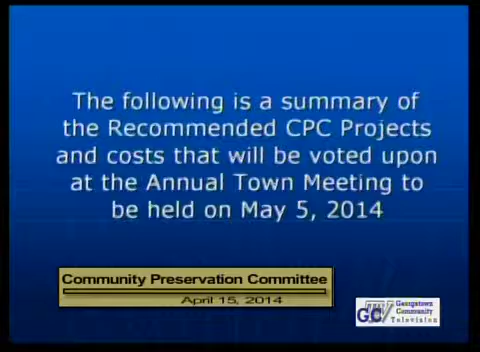 The following is a summary of
the Recommended CPC Projects
and costs that will be voted upon
at the Annual Town Meeting to
be held on May 5, 2014
Community Preservation Committee
April 15, 2014
GCTV
Georgetown
Community
Television